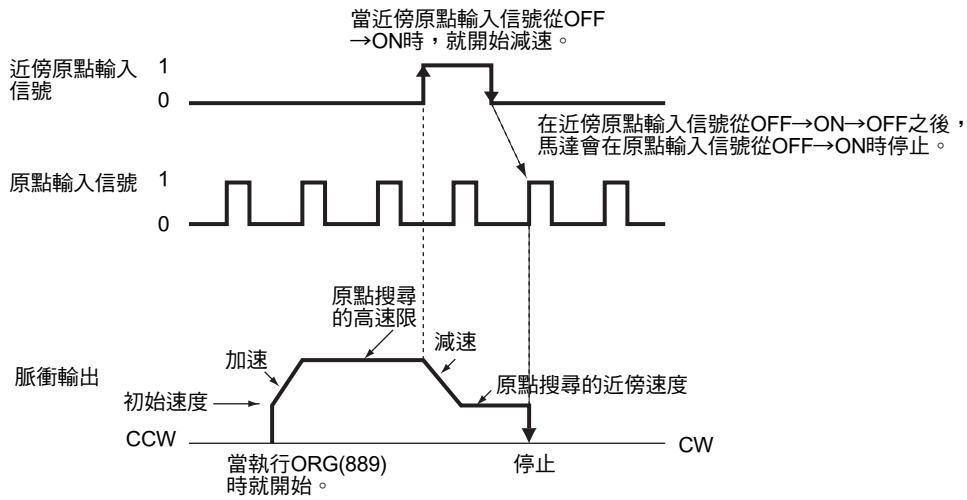 當近傍原點輸入信號從OFF
→ON時，就開始減速。
近傍原點輸入
信號
1
0
在近傍原點輸入信號從OFF→ON→OFF之後，
馬達會在原點輸入信號從OFF→ON時停止。
原點輸入信號
1
0
原點搜尋
的高速限
減速
加速
脈衝輸出
原點搜尋的近傍速度
初始速度
CCW
CW
當執行ORG(889)
時就開始。
停止